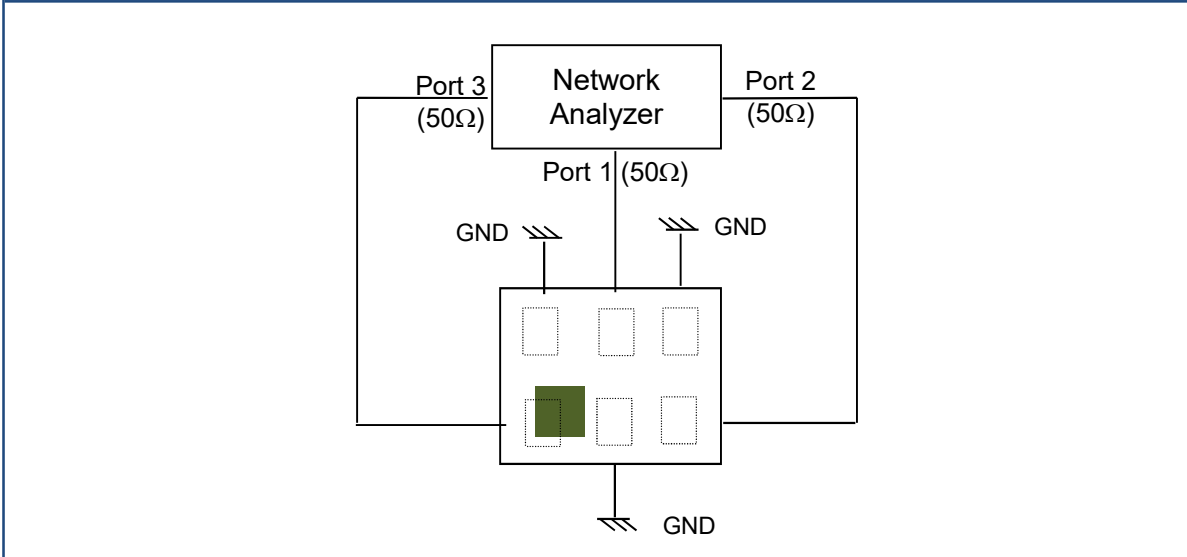 Port 3
(50Ω)
Network
Analyzer
Port 2
(50Ω)
Port 1 (50Ω)
GND
GND
GND